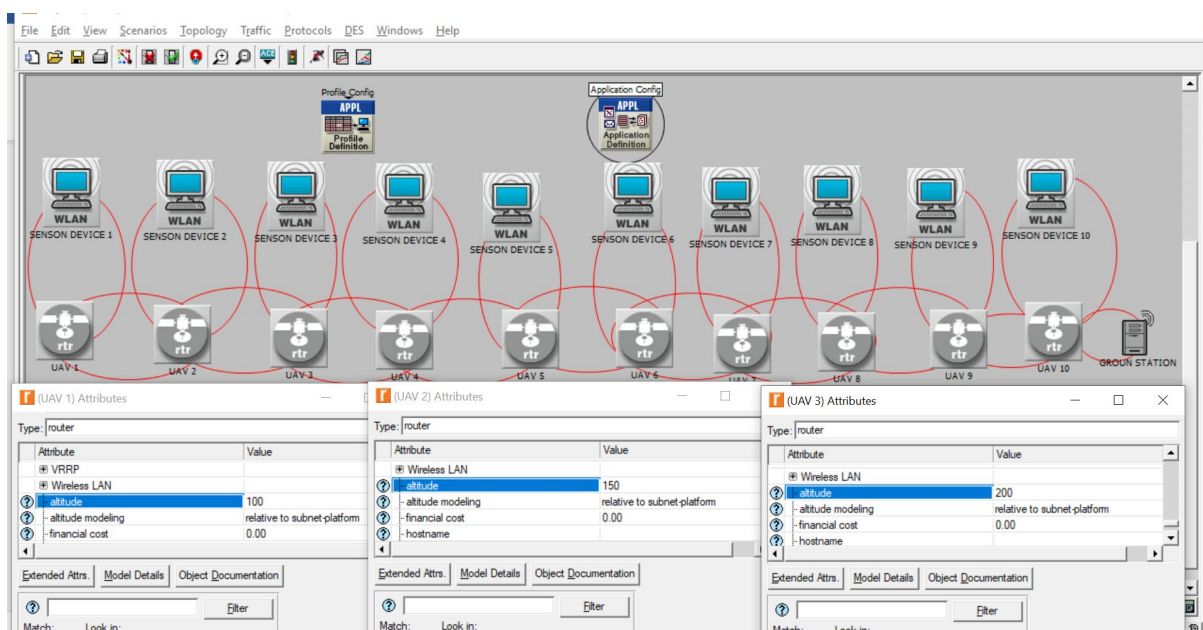 File Edit View Scenarios Topology Traffic Protocols DES Windows Help
ACE
Profile Config
APPL
Profile
Definition
Application Config
APPL
Application
Definition
WLAN
SENSON DEVICE 1
WLAN
SENSON DEVICE 2
WLAN
SENSON DEVICE 3
WLAN
SENSON DEVICE 4
WLAN
SENSON DEVICE 5
WLAN
SENSON DEVICE 6
WLAN
SENSON DEVICE 7
WLAN
SENSON DEVICE 8
WLAN
SENSON DEVICE 9
WLAN
SENSON DEVICE 10
rtr
UAV 1
rtr
UAV 2
rtr
UAV 3
rtr
UAV 4
rtr
UAV 5
rtr
UAV 6
rtr
UAV 7
rtr
UAV 8
rtr
UAV 9
rtr
UAV 10
GROUN STATION
(UAV 1) Attributes
Type: router
Attribute Value
VRRP
Wireless LAN
altitude 100
altitude modeling relative to subnet-platform
financial cost 0.00
Extended Attrs. Model Details Object Documentation
Filter
Match: Look in:
(UAV 2) Attributes
Type: router
Attribute Value
Wireless LAN
altitude 150
altitude modeling relative to subnet-platform
financial cost 0.00
hostname
Extended Attrs. Model Details Object Documentation
Filter
Match: Look in:
(UAV 3) Attributes
Type: router
Attribute Value
Wireless LAN
altitude 200
altitude modeling relative to subnet-platform
financial cost 0.00
hostname
Extended Attrs. Model Details Object Documentation
Filter
Match: Look in: